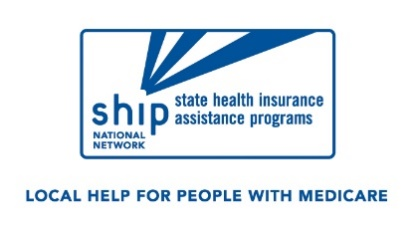 ship
NATIONAL
NETWORK
state health insurance
assistance programs
LOCAL HELP FOR PEOPLE WITH MEDICARE